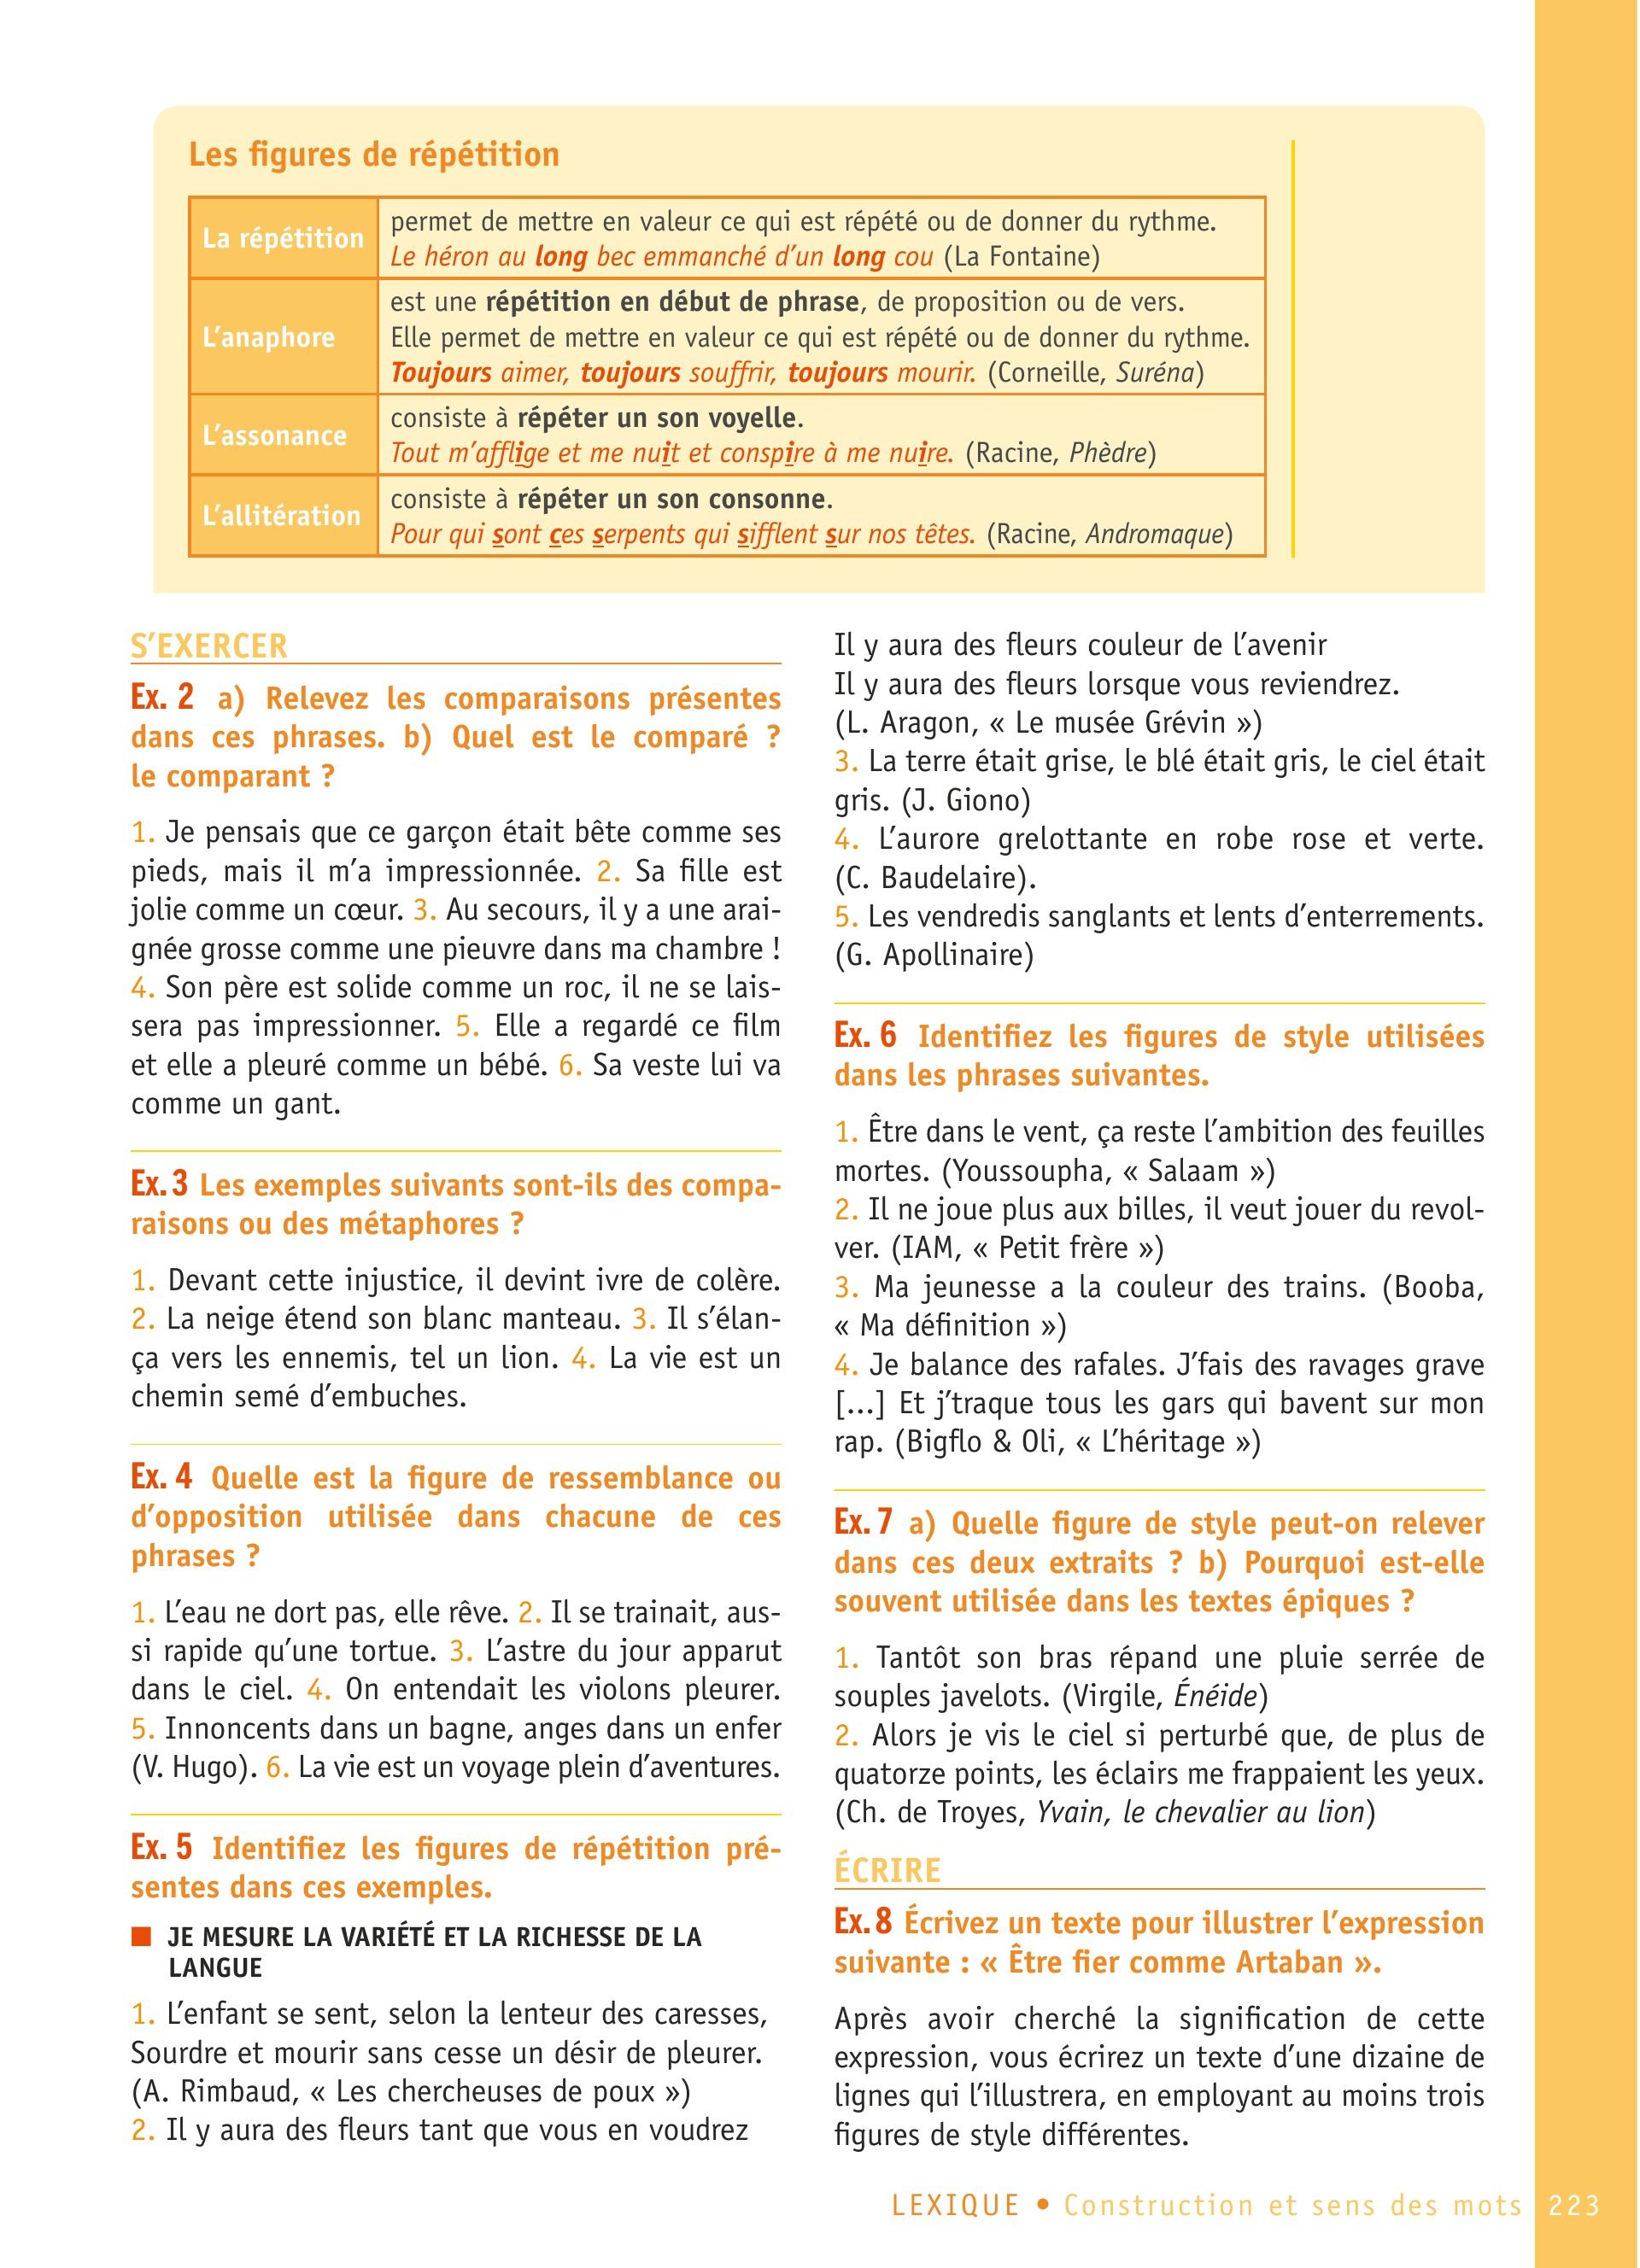 Les figures de répétition
La répétition
permet de mettre en valeur ce qui est répété ou de donner du rythme.
Le héron au long bec emmanché d'un long cou (La Fontaine)
L'anaphore
est une répétition en début de phrase, de proposition ou de vers.
Elle permet de mettre en valeur ce qui est répété ou de donner du rythme.
Toujours aimer, toujours souffrir, toujours mourir. (Corneille, Suréna)
L'assonance
consiste à répéter un son voyelle.
Tout m'afflige et me nuit et conspire à me nuire. (Racine, Phèdre)
L'allitération
consiste à répéter un son consonne.
Pour qui sont ces serpents qui sifflent sur nos têtes. (Racine, Andromaque)
S'EXERCER
Ex. 2 a) Relevez les comparaisons présentes
dans ces phrases. b) Quel est le comparé ?
le comparant ?
1. Je pensais que ce garçon était bête comme ses
pieds, mais il m'a impressionnée. 2. Sa fille est
jolie comme un cœur. 3. Au secours, il y a une arai-
gnée grosse comme une pieuvre dans ma chambre !
4. Son père est solide comme un roc, il ne se lais-
sera pas impressionner. 5. Elle a regardé ce film
et elle a pleuré comme un bébé. 6. Sa veste lui va
comme un gant.
Ex. 3 Les exemples suivants sont-ils des compa-
raisons ou des métaphores ?
1. Devant cette injustice, il devint ivre de colère.
2. La neige étend son blanc manteau. 3. Il s'élan-
ça vers les ennemis, tel un lion. 4. La vie est un
chemin semé d'embuches.
Ex. 4 Quelle est la figure de ressemblance ou
d'opposition utilisée dans chacune de ces
phrases ?
1. L'eau ne dort pas, elle rêve. 2. Il se trainait, aus-
si rapide qu'une tortue. 3. L'astre du jour apparut
dans le ciel. 4. On entendait les violons pleurer.
5. Innoncents dans un bagne, anges dans un enfer
(V. Hugo). 6. La vie est un voyage plein d'aventures.
Ex. 5 Identifiez les figures de répétition pré-
sentes dans ces exemples.
■ JE MESURE LA VARIÉTÉ ET LA RICHESSE DE LA
LANGUE
1. L'enfant se sent, selon la lenteur des caresses,
Sourdre et mourir sans cesse un désir de pleurer.
(A. Rimbaud, « Les chercheuses de poux »)
2. Il y aura des fleurs tant que vous en voudrez
Il y aura des fleurs couleur de l'avenir
Il y aura des fleurs lorsque vous reviendrez.
(L. Aragon, « Le musée Grévin »)
3. La terre était grise, le blé était gris, le ciel était
gris. (J. Giono)
4. L'aurore grelottante en robe rose et verte.
(C. Baudelaire).
5. Les vendredis sanglants et lents d'enterrements.
(G. Apollinaire)
Ex. 6 Identifiez les figures de style utilisées
dans les phrases suivantes.
1. Être dans le vent, ça reste l'ambition des feuilles
mortes. (Youssoupha, « Salaam »)
2. Il ne joue plus aux billes, il veut jouer du revol-
ver. (IAM, « Petit frère »)
3. Ma jeunesse a la couleur des trains. (Booba,
« Ma définition »)
4. Je balance des rafales. J'fais des ravages grave
[...] Et j'traque tous les gars qui bavent sur mon
rap. (Bigflo & Oli, « L'héritage »)
Ex. 7 a) Quelle figure de style peut-on relever
dans ces deux extraits ? b) Pourquoi est-elle
souvent utilisée dans les textes épiques ?
1. Tantôt son bras répand une pluie serrée de
souples javelots. (Virgile, Énéide)
2. Alors je vis le ciel si perturbé que, de plus de
quatorze points, les éclairs me frappaient les yeux.
(Ch. de Troyes, Yvain, le chevalier au lion)
ÉCRIRE
Ex. 8 Écrivez un texte pour illustrer l'expression
suivante : « Être fier comme Artaban ».
Après avoir cherché la signification de cette
expression, vous écrirez un texte d'une dizaine de
lignes qui l'illustrera, en employant au moins trois
figures de style différentes.
LEXIQUE • Construction et sens des mots 223